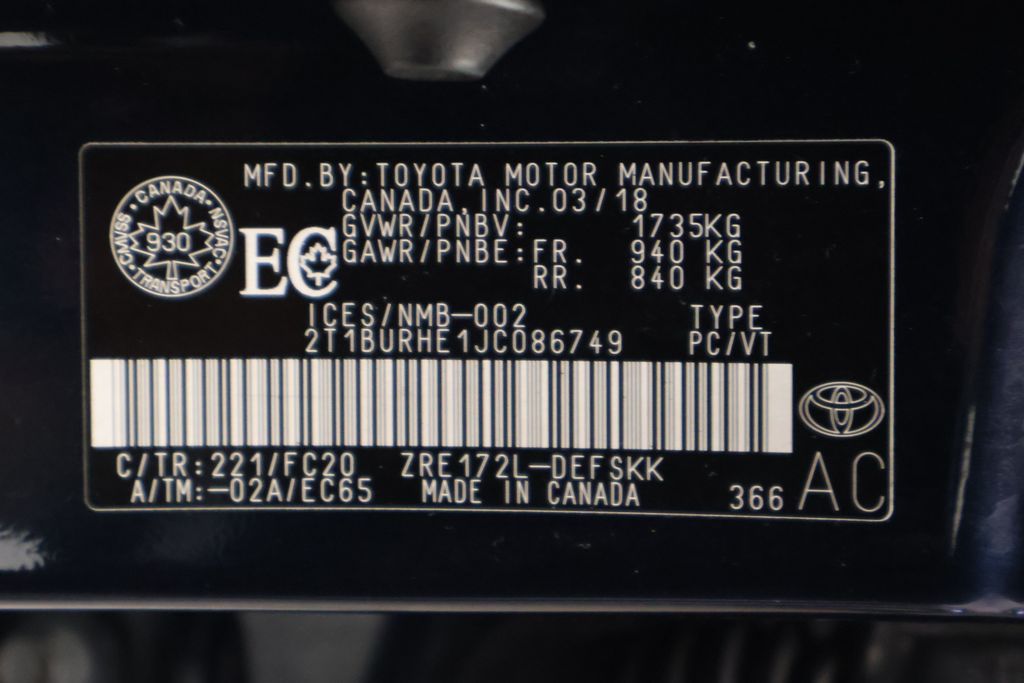 MFD.BY:TOYOTA MOTOR MANUFACTURING,
CANADA,INC.03/18
GVWR/PNBV: 1735KG
GAWR/PNBE:FR. 940 KG
RR. 840 KG
CANADA
NSVAC
TRANSPORT
CMVSS
930
EC
ICES/NMB-002 TYPE
2T1BURHE1JC086749 PC/VT
C/TR:221/FC20 ZRE172L-DEFSKK
A/TM:-02A/EC65 MADE IN CANADA 366 AC